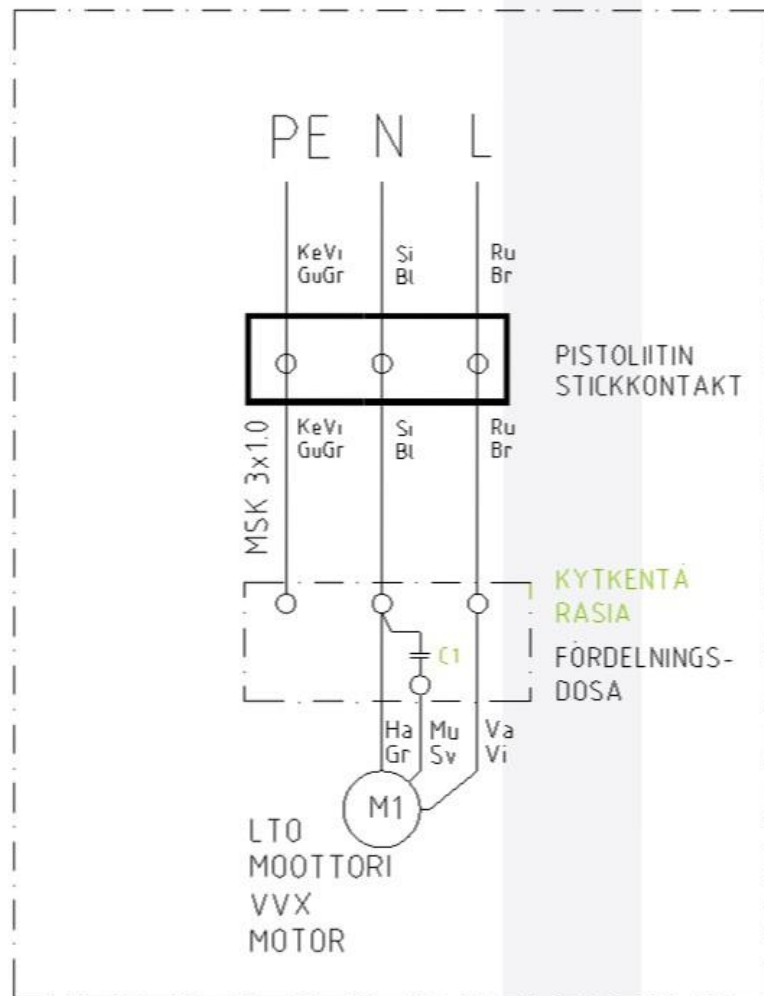 PE N L
KeVi Si Ru
GuGr Bl Br
PISTOLIITIN
STICKKONTAKT
KeVi Si Ru
GuGr Bl Br
MSK 3x1.0
KYTKENTÄ
RASIA
C1
FÖRDELNINGS-
DOSA
Ha Mu Va
Gr Sv Vi
M1
LTO
MOOTTORI
VVX
MOTOR